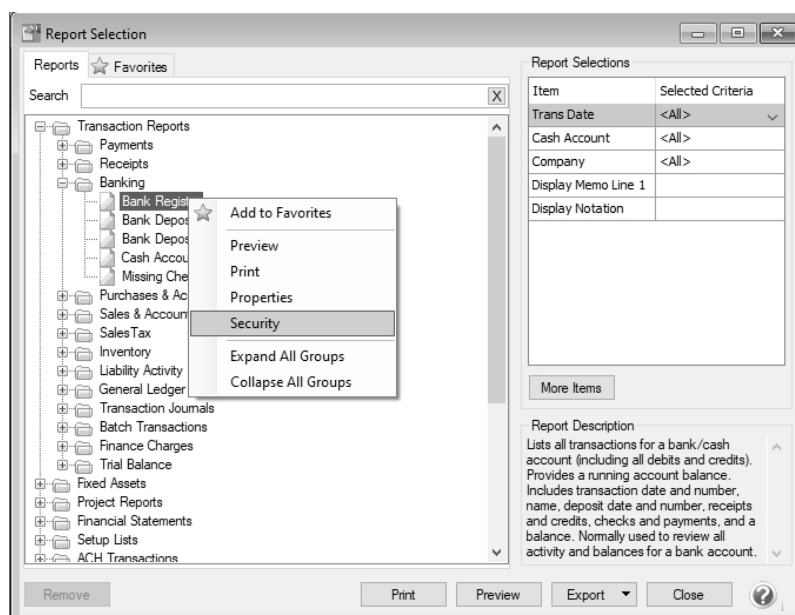 Report Selection
Reports Favorites
Search X
Transaction Reports
Payments
Receipts
Banking
Bank Regist
Bank Depos
Bank Depos
Cash Accou
Missing Che
Purchases & Ac
Sales & Accoun
Sales Tax
Inventory
Liability Activity
General Ledger
Transaction Journals
Batch Transactions
Finance Charges
Trial Balance
Fixed Assets
Project Reports
Financial Statements
Setup Lists
ACH Transactions
Add to Favorites
Preview
Print
Properties
Security
Expand All Groups
Collapse All Groups
Report Selections
Item Selected Criteria
Trans Date <All>
Cash Account <All>
Company <All>
Display Memo Line 1
Display Notation
More Items
Report Description
Lists all transactions for a bank/cash
account (including all debits and credits).
Provides a running account balance.
Includes transaction date and number,
name, deposit date and number, receipts
and credits, checks and payments, and a
balance. Normally used to review all
activity and balances for a bank account.
Remove Print Preview Export Close ?